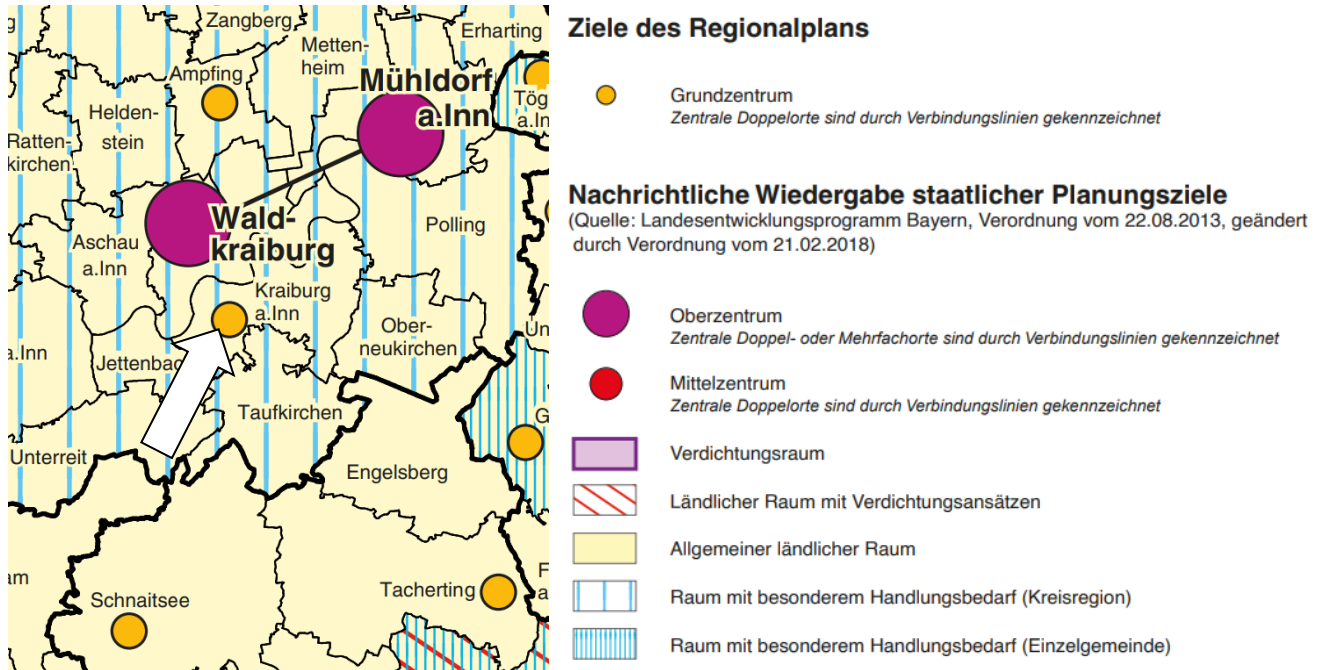 Zangberg
Erharting
Metten-
heim
Ampfing
Mühldorf
a.Inn
Tög
a.In
Helden-
stein
Ratten-
kirchen
Wald-
kraiburg
Polling
Aschau
a.Inn
Kraiburg
a.Inn
Ober-
neukirchen
Un
a.Inn
Jettenbac
Taufkirchen
G
Unterreit
Engelsberg
am
Tacherting
F
a
Schnaitsee
Ziele des Regionalplans
Grundzentrum
Zentrale Doppelorte sind durch Verbindungslinien gekennzeichnet
Nachrichtliche Wiedergabe staatlicher Planungsziele
(Quelle: Landesentwicklungsprogramm Bayern, Verordnung vom 22.08.2013, geändert
durch Verordnung vom 21.02.2018)
Oberzentrum
Zentrale Doppel- oder Mehrfachorte sind durch Verbindungslinien gekennzeichnet
Mittelzentrum
Zentrale Doppelorte sind durch Verbindungslinien gekennzeichnet
Verdichtungsraum
Ländlicher Raum mit Verdichtungsansätzen
Allgemeiner ländlicher Raum
Raum mit besonderem Handlungsbedarf (Kreisregion)
Raum mit besonderem Handlungsbedarf (Einzelgemeinde)